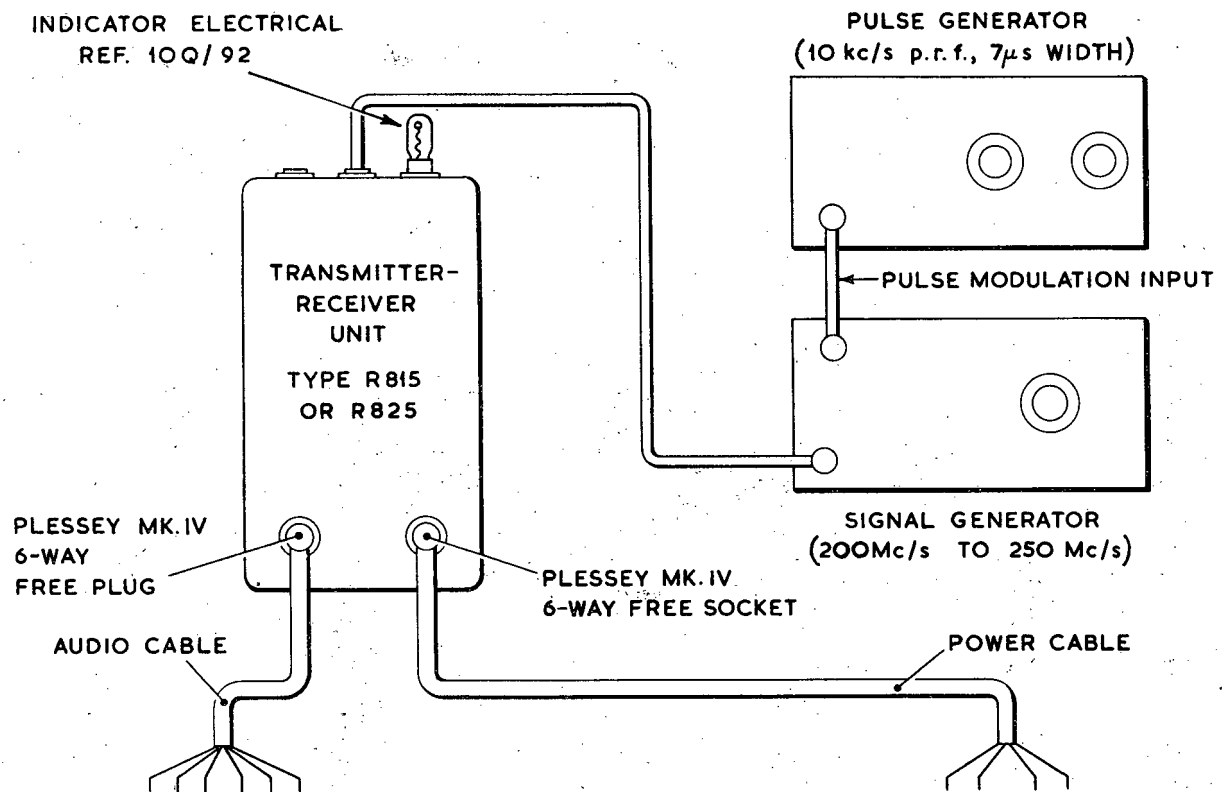 INDICATOR ELECTRICAL
REF. 10Q/92
PULSE GENERATOR
(10 kc/s p.r.f., 7μs WIDTH)
TRANSMITTER-
RECEIVER
UNIT
TYPE R815
OR R825
PULSE MODULATION INPUT
SIGNAL GENERATOR
(200Mc/s TO 250 Mc/s)
PLESSEY MK.IV
6-WAY
FREE PLUG
PLESSEY MK.IV
6-WAY FREE SOCKET
AUDIO CABLE
POWER CABLE